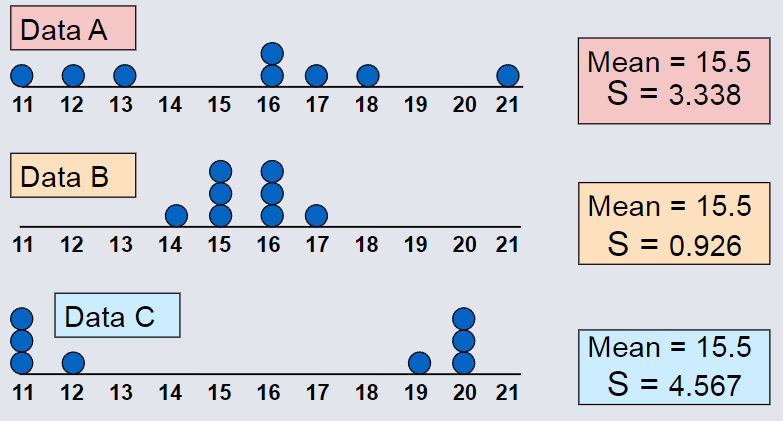 Data A
11 12 13 14 15 16 17 18 19 20 21
Mean = 15.5
S = 3.338
Data B
11 12 13 14 15 16 17 18 19 20 21
Mean = 15.5
S = 0.926
Data C
11 12 13 14 15 16 17 18 19 20 21
Mean = 15.5
S = 4.567